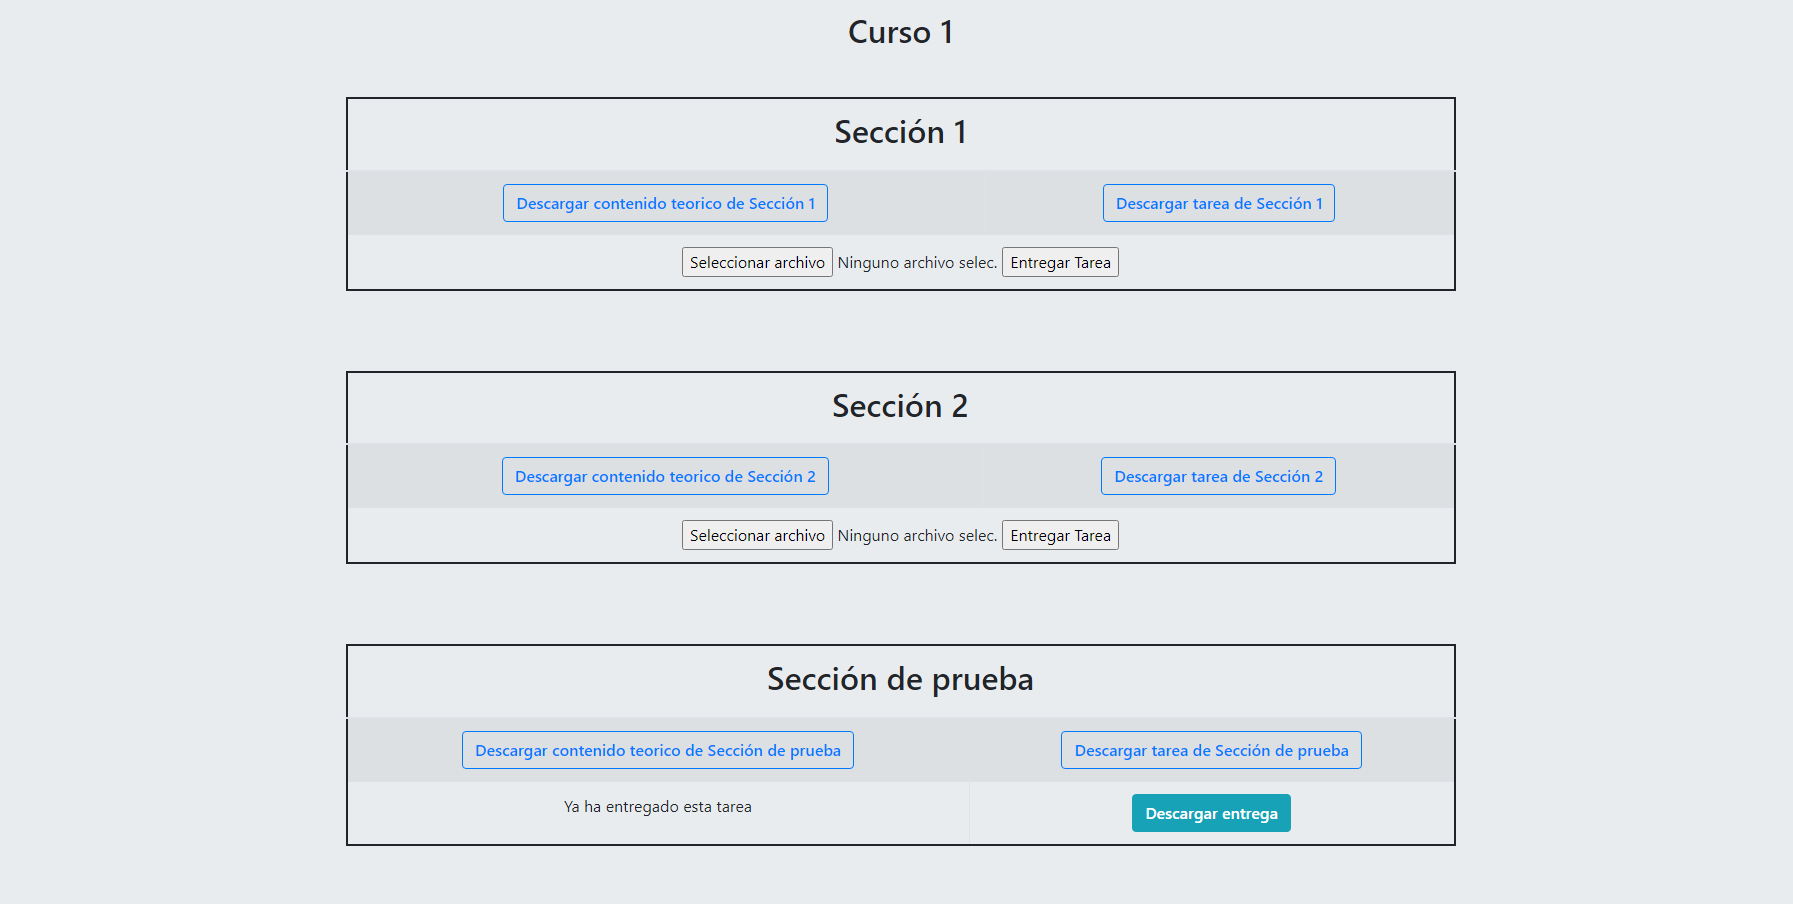 Curso 1
Sección 1
Descargar contenido teorico de Sección 1 Descargar tarea de Sección 1
Seleccionar archivo Ninguno archivo selec. Entregar Tarea
Sección 2
Descargar contenido teorico de Sección 2 Descargar tarea de Sección 2
Seleccionar archivo Ninguno archivo selec. Entregar Tarea
Sección de prueba
Descargar contenido teorico de Sección de prueba Descargar tarea de Sección de prueba
Ya ha entregado esta tarea Descargar entrega